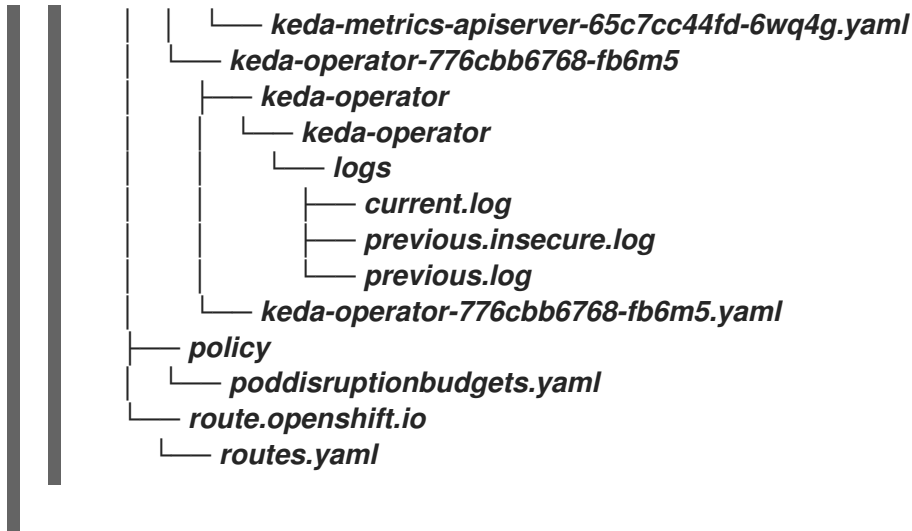 │ │ └── keda-metrics-apiserver-65c7cc44fd-6wq4g.yaml
│ └── keda-operator-776cbb6768-fb6m5
│ ├── keda-operator
│ │ └── keda-operator
│ │ └── logs
│ │ ├── current.log
│ │ ├── previous.insecure.log
│ │ └── previous.log
│ └── keda-operator-776cbb6768-fb6m5.yaml
├── policy
│ └── poddisruptionbudgets.yaml
└── route.openshift.io
└── routes.yaml